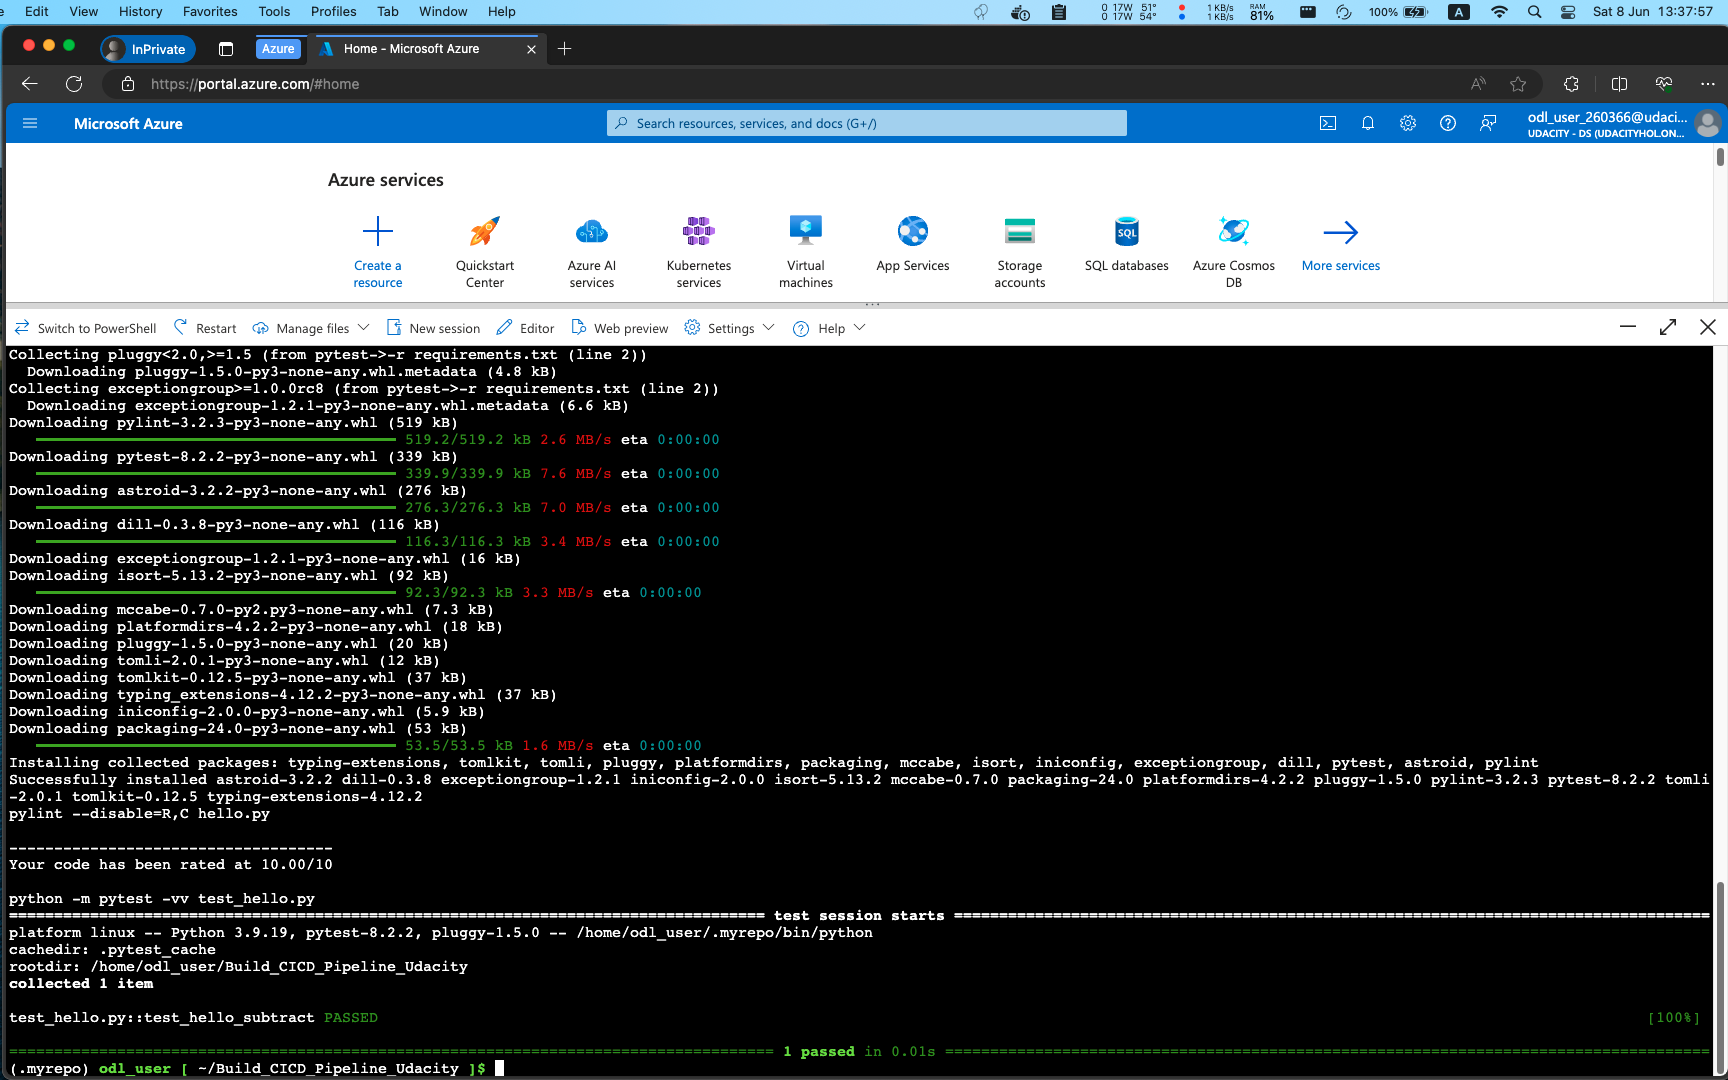 Edit View History Favorites Tools Profiles Tab Window Help
0 17W 51° 0 17W 54° 1 KB/s 1 KB/s RAM 81% 100% A Sat 8 Jun 13:37:57
InPrivate Azure Home - Microsoft Azure
https://portal.azure.com/#home
Microsoft Azure
Search resources, services, and docs (G+/)
odl_user_260366@udaci...
UDACITY - DS (UDACITYHOL.ON...
Azure services
Create a resource
Quickstart Center
Azure AI services
Kubernetes services
Virtual machines
App Services
Storage accounts
SQL
SQL databases
Azure Cosmos DB
More services
Switch to PowerShell Restart Manage files New session Editor Web preview Settings Help
Collecting pluggy<2.0,>=1.5 (from pytest->-r requirements.txt (line 2))
  Downloading pluggy-1.5.0-py3-none-any.whl.metadata (4.8 kB)
Collecting exceptiongroup>=1.0.0rc8 (from pytest->-r requirements.txt (line 2))
  Downloading exceptiongroup-1.2.1-py3-none-any.whl.metadata (6.6 kB)
Downloading pylint-3.2.3-py3-none-any.whl (519 kB)
519.2/519.2 kB 2.6 MB/s eta 0:00:00
Downloading pytest-8.2.2-py3-none-any.whl (339 kB)
339.9/339.9 kB 7.6 MB/s eta 0:00:00
Downloading astroid-3.2.2-py3-none-any.whl (276 kB)
276.3/276.3 kB 7.0 MB/s eta 0:00:00
Downloading dill-0.3.8-py3-none-any.whl (116 kB)
116.3/116.3 kB 3.4 MB/s eta 0:00:00
Downloading exceptiongroup-1.2.1-py3-none-any.whl (16 kB)
Downloading isort-5.13.2-py3-none-any.whl (92 kB)
92.3/92.3 kB 3.3 MB/s eta 0:00:00
Downloading mccabe-0.7.0-py2.py3-none-any.whl (7.3 kB)
Downloading platformdirs-4.2.2-py3-none-any.whl (18 kB)
Downloading pluggy-1.5.0-py3-none-any.whl (20 kB)
Downloading tomli-2.0.1-py3-none-any.whl (12 kB)
Downloading tomlkit-0.12.5-py3-none-any.whl (37 kB)
Downloading typing_extensions-4.12.2-py3-none-any.whl (37 kB)
Downloading iniconfig-2.0.0-py3-none-any.whl (5.9 kB)
Downloading packaging-24.0-py3-none-any.whl (53 kB)
53.5/53.5 kB 1.6 MB/s eta 0:00:00
Installing collected packages: typing-extensions, tomlkit, tomli, pluggy, platformdirs, packaging, mccabe, isort, iniconfig, exceptiongroup, dill, pytest, astroid, pylint
Successfully installed astroid-3.2.2 dill-0.3.8 exceptiongroup-1.2.1 iniconfig-2.0.0 isort-5.13.2 mccabe-0.7.0 packaging-24.0 platformdirs-4.2.2 pluggy-1.5.0 pylint-3.2.3 pytest-8.2.2 tomli
-2.0.1 tomlkit-0.12.5 typing-extensions-4.12.2
pylint --disable=R,C hello.py
------------------------------------
Your code has been rated at 10.00/10
python -m pytest -vv test_hello.py
==================== test session starts ====================
platform linux -- Python 3.9.19, pytest-8.2.2, pluggy-1.5.0 -- /home/odl_user/.myrepo/bin/python
cachedir: .pytest_cache
rootdir: /home/odl_user/Build_CICD_Pipeline_Udacity
collected 1 item
test_hello.py::test_hello_subtract PASSED [100%]
==================== 1 passed in 0.01s ====================
(.myrepo) odl_user [ ~/Build_CICD_Pipeline_Udacity ]$